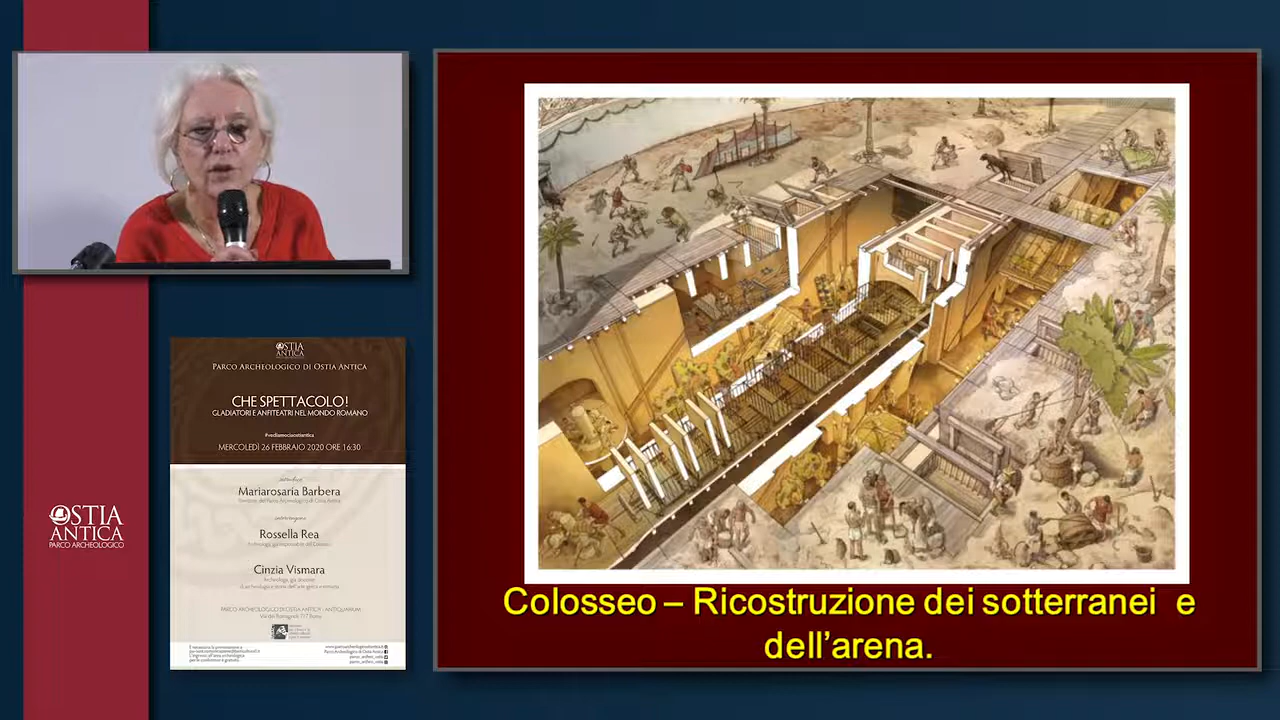 OSTIA
ANTICA
PARCO ARCHEOLOGICO
OSTIA
ANTICA
PARCO ARCHEOLOGICO DI OSTIA ANTICA
CHE SPETTACOLO!
GLADIATORI E ANFITEATRI NEL MONDO ROMANO
MERCOLEDÌ 26 FEBBRAIO 2020 ORE 16:30
Mariarosaria Barbera
Rossella Rea
Cinzia Vismara
PARCO ARCHEOLOGICO DI OSTIA ANTICA - ANTIQUARIUM
Colosseo – Ricostruzione dei sotterranei e
dell'arena.